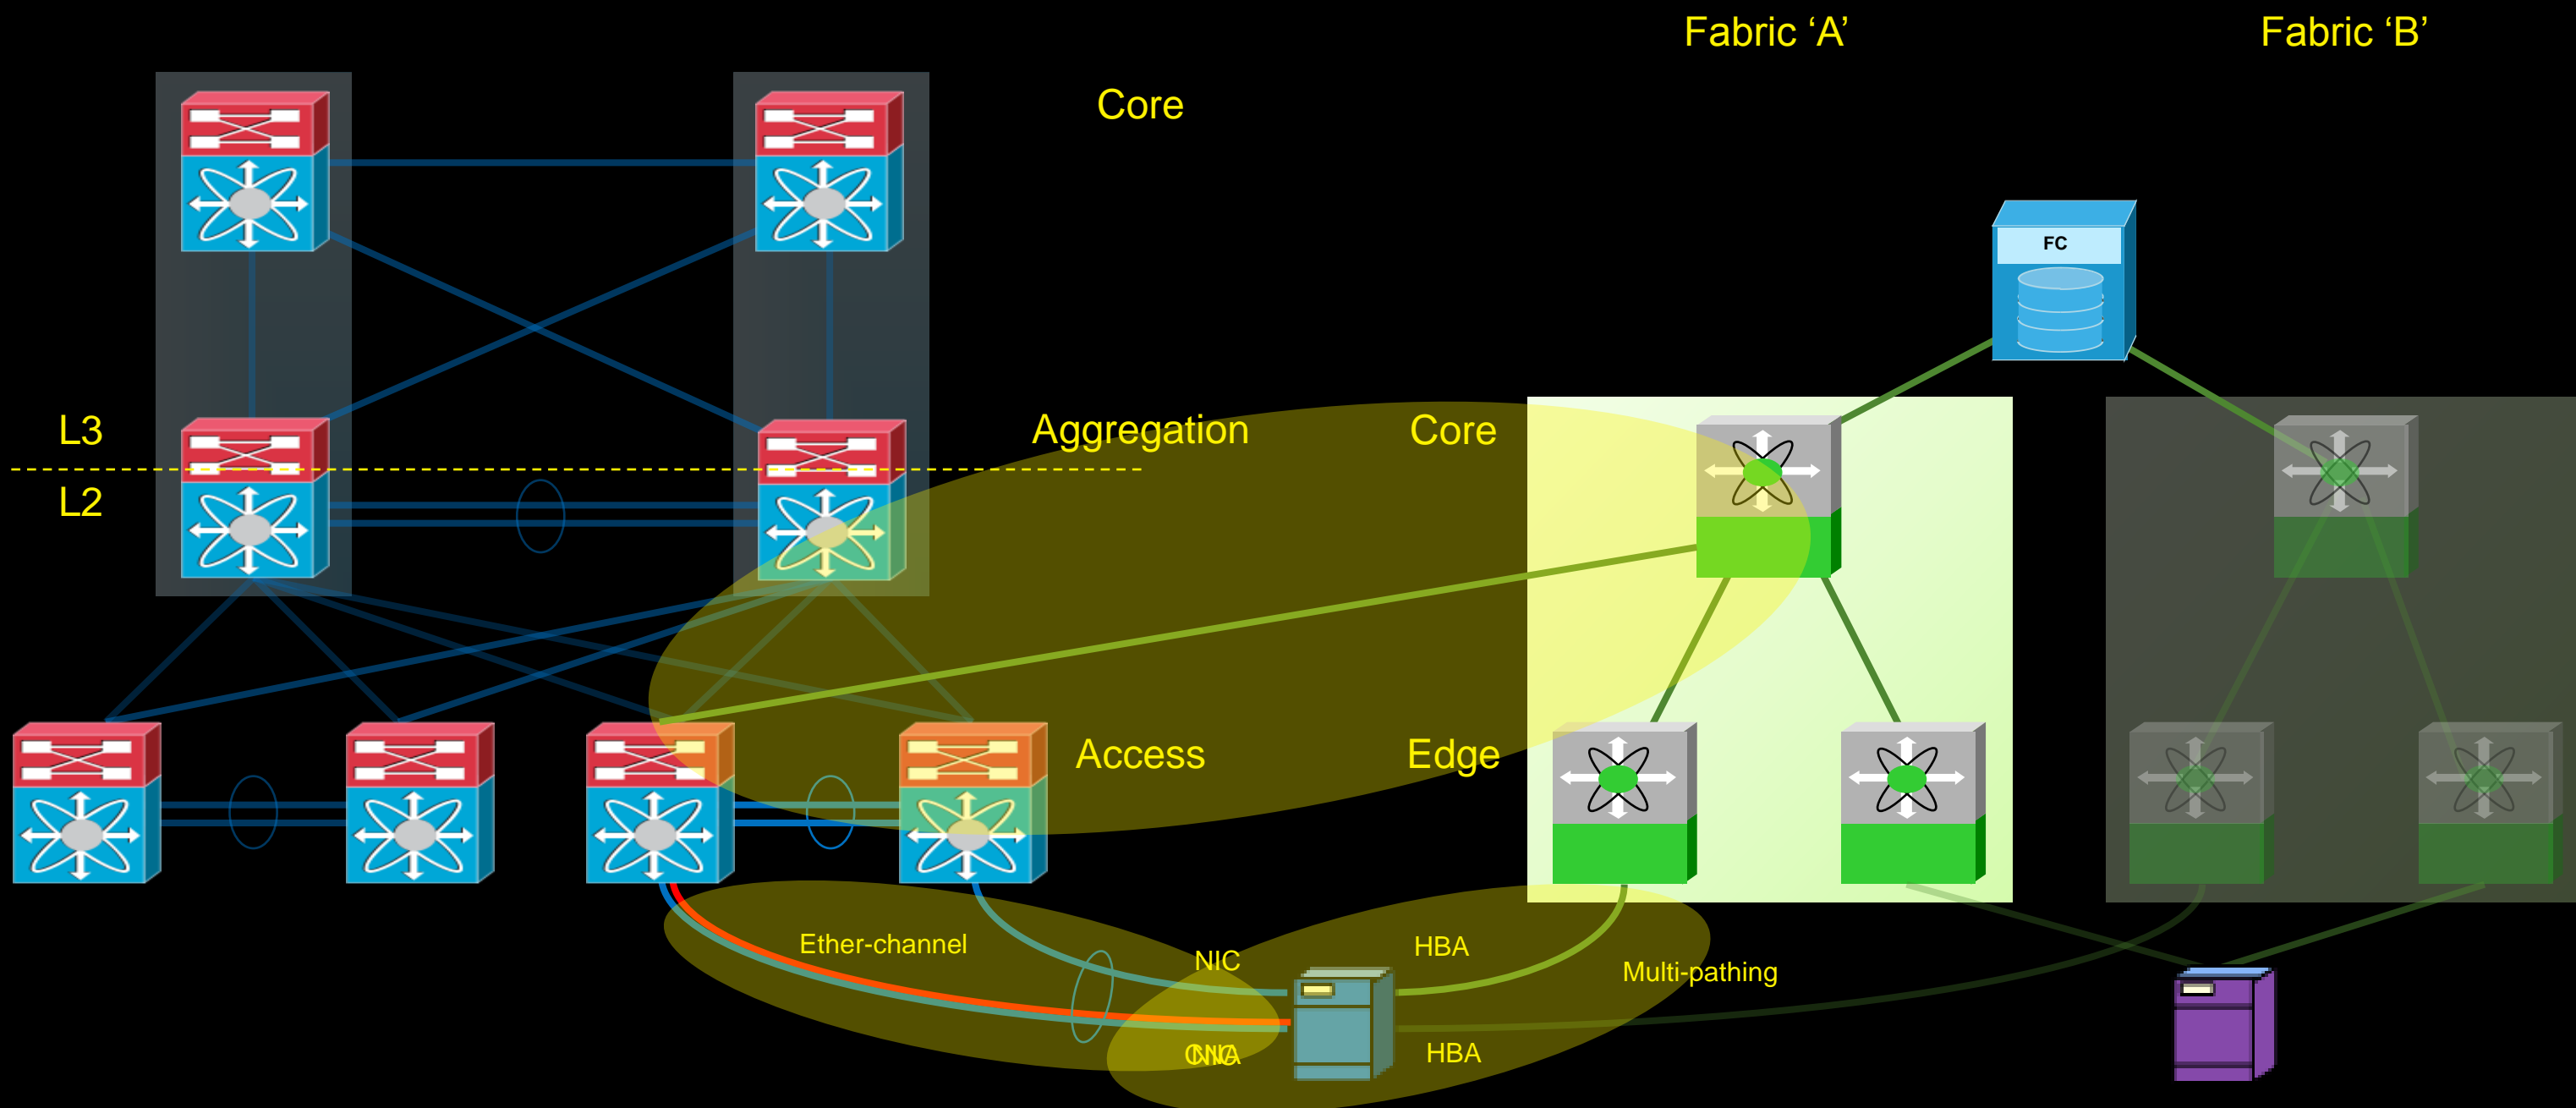 Fabric ‘A’
Fabric ‘B’
Core
FC
L3
Aggregation
Core
L2
Access
Edge
Ether-channel
NIC
HBA
Multi-pathing
HBA